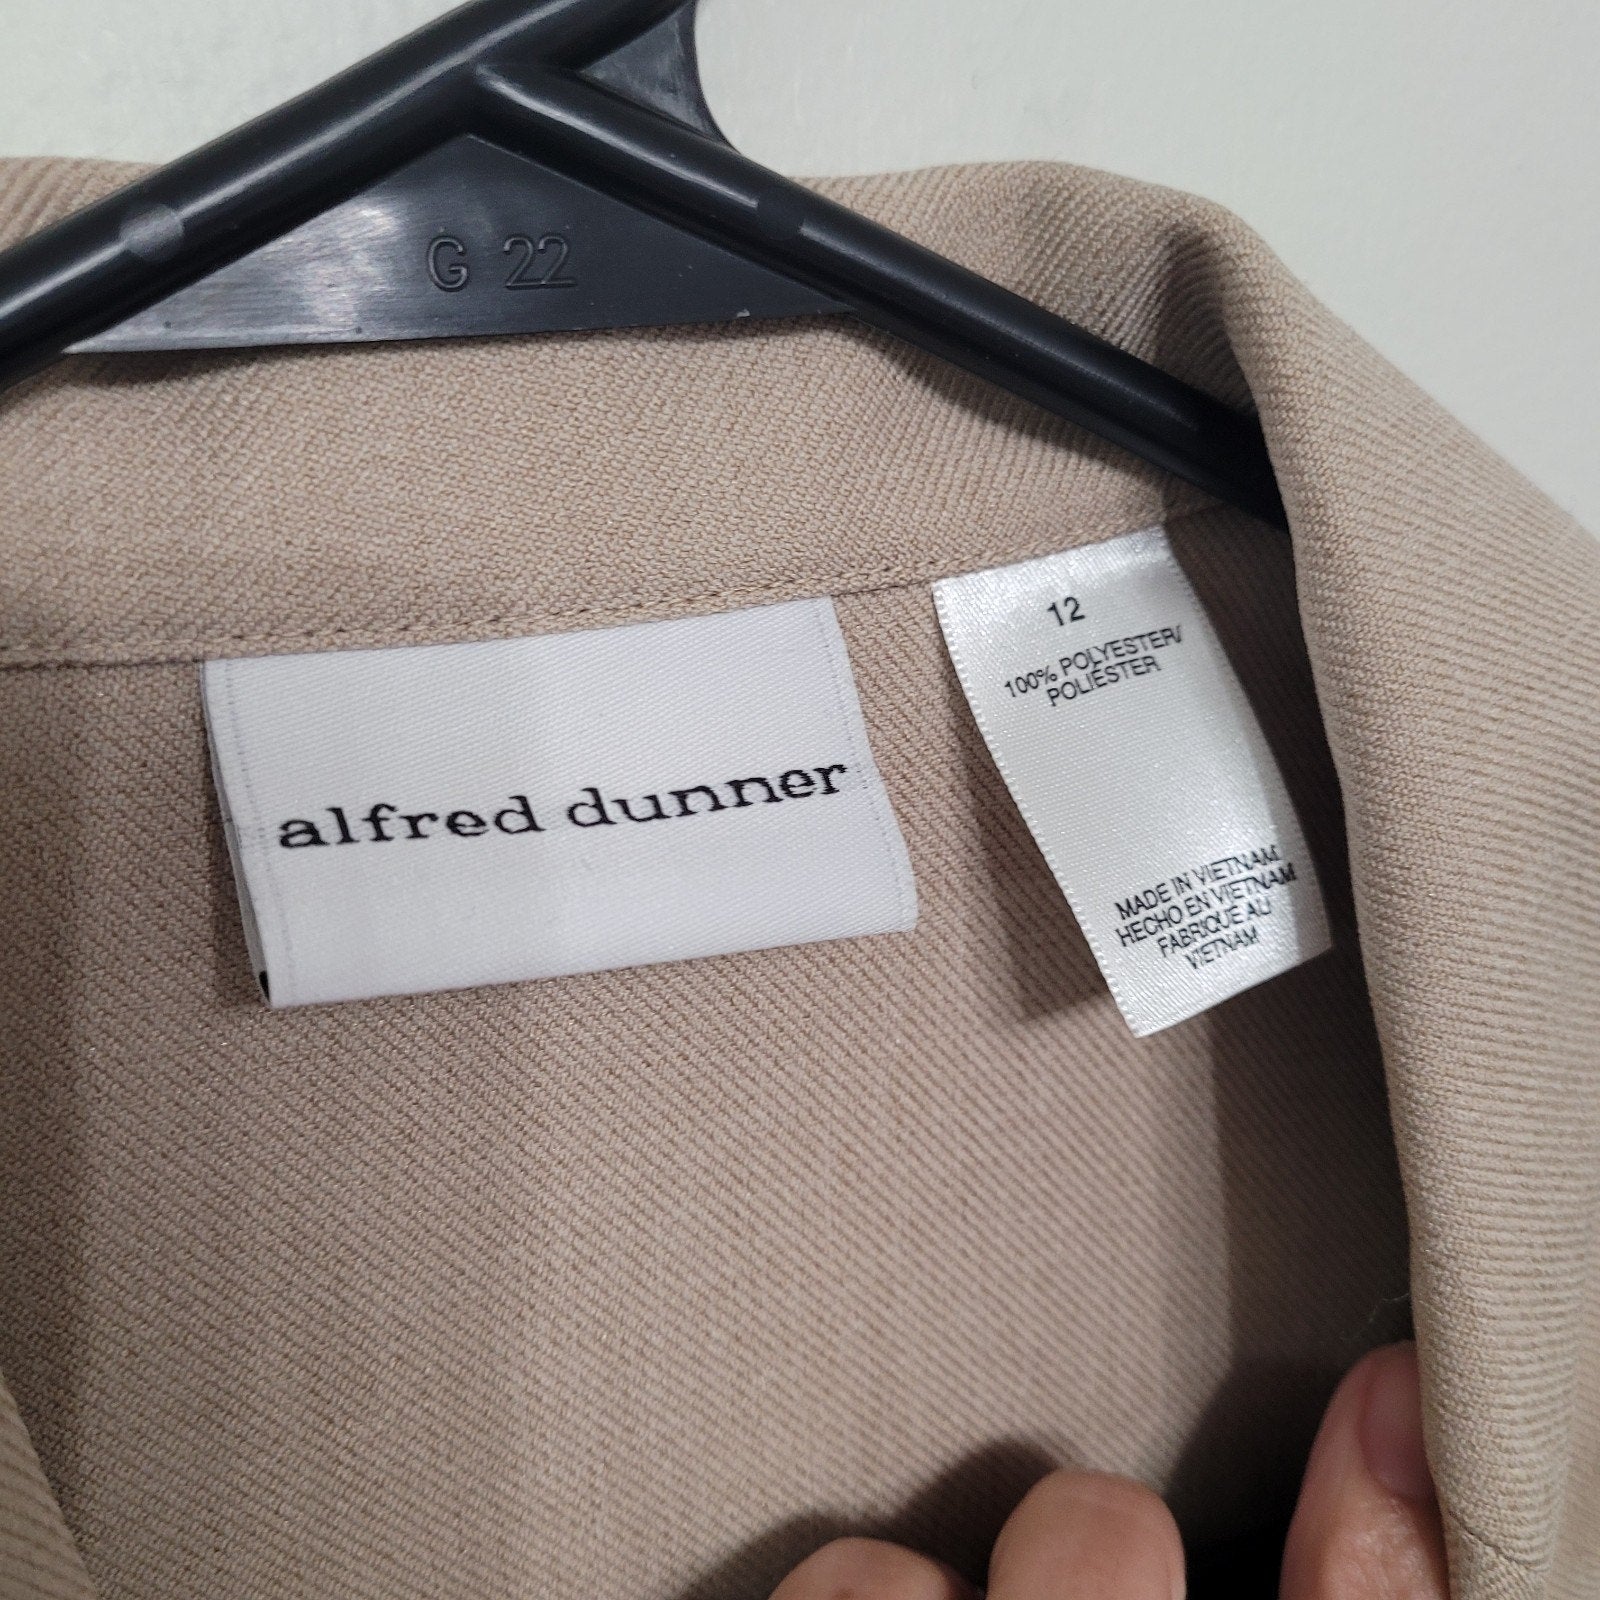 G 22
alfred dunner
12
100% POLYESTER/
POLIÉSTER
MADE IN VIETNAM
HECHO EN VIETNAM
FABRIQUÉ AU
VIETNAM